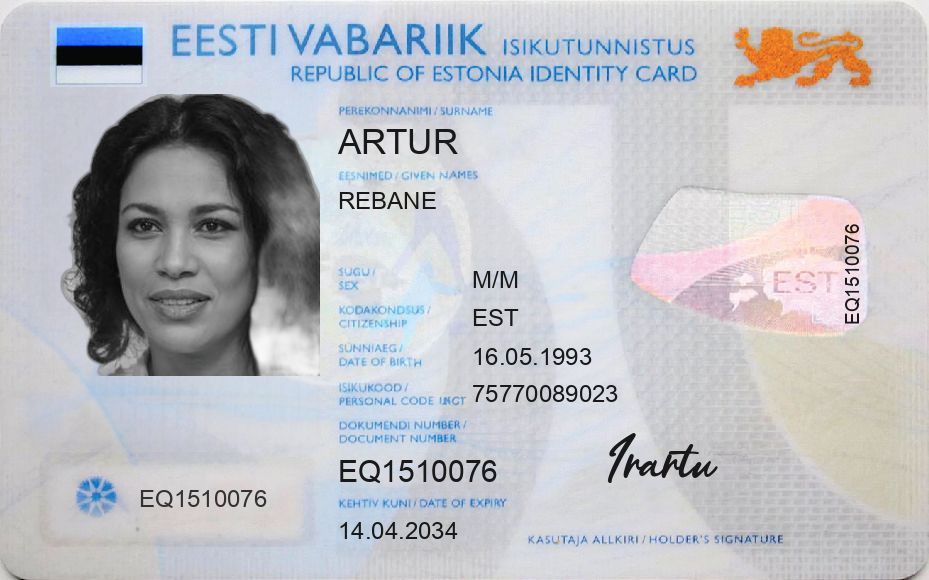 EESTI VABARIIK ISIKUTUNNISTUS
REPUBLIC OF ESTONIA IDENTITY CARD
PEREKONNANIMI / SURNAME
ARTUR
EESNIMED / GIVEN NAMES
REBANE
SUGU / SEX M/M
KODAKONDSUS / CITIZENSHIP EST
SÜNNIAEG / DATE OF BIRTH 16.05.1993
ISIKUKOOD / PERSONAL CODE 75770089023
DOKUMENDI NUMBER / DOCUMENT NUMBER
EQ1510076
KEHTIV KUNI / DATE OF EXPIRY
14.04.2034
EQ1510076
EST
EQ1510076
KASUTAJA ALLKIRI / HOLDER'S SIGNATURE